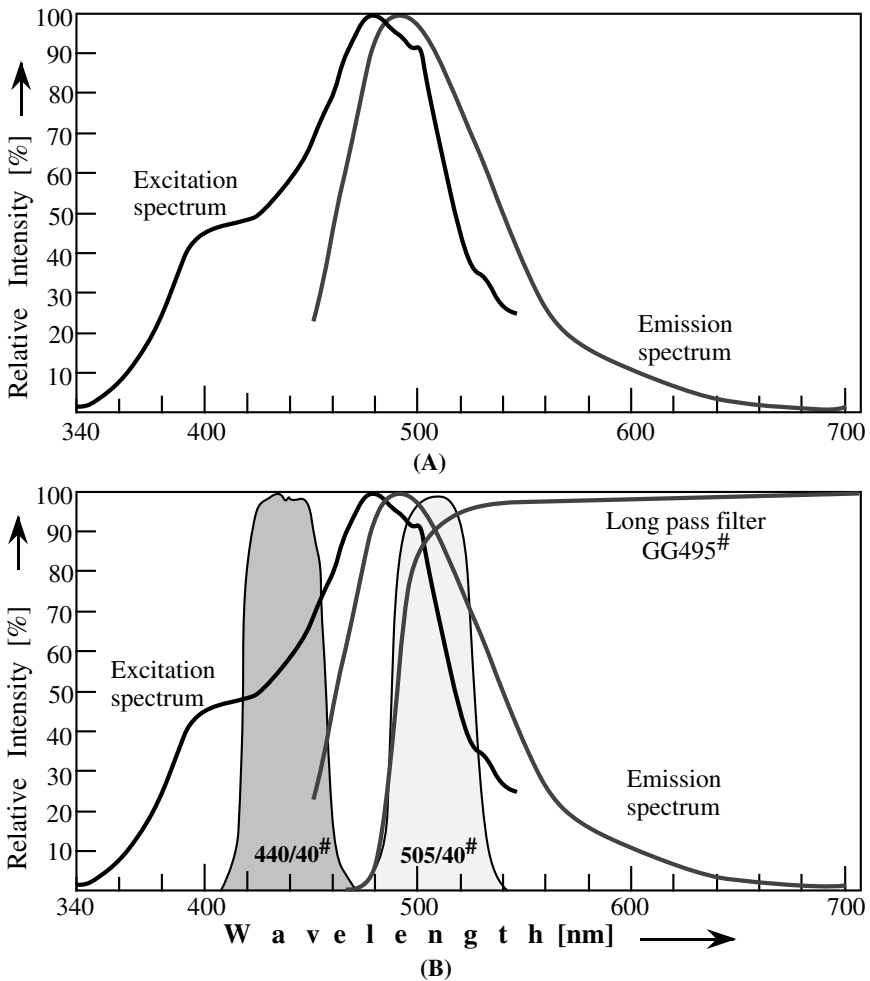 100
90
80
70
60
50
40
30
20
10
Relative Intensity [%]
Excitation
spectrum
Emission
spectrum
340 400 500 600 700
(A)
100
90
80
70
60
50
40
30
20
10
Relative Intensity [%]
Long pass filter
GG495#
Excitation
spectrum
Emission
spectrum
440/40# 505/40#
340 400 500 600 700
Wavelength [nm]
(B)